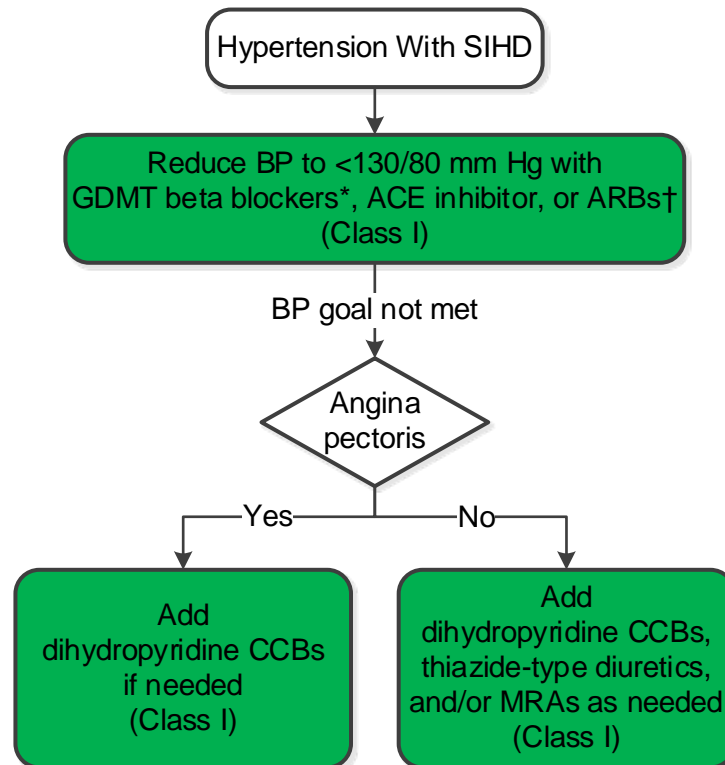 Hypertension With SIHD
Reduce BP to <130/80 mm Hg with
GDMT beta blockers*, ACE inhibitor, or ARBs†
(Class I)
BP goal not met
Angina
pectoris
Yes
No
Add
dihydropyridine CCBs
if needed
(Class I)
Add
dihydropyridine CCBs,
thiazide-type diuretics,
and/or MRAs as needed
(Class I)